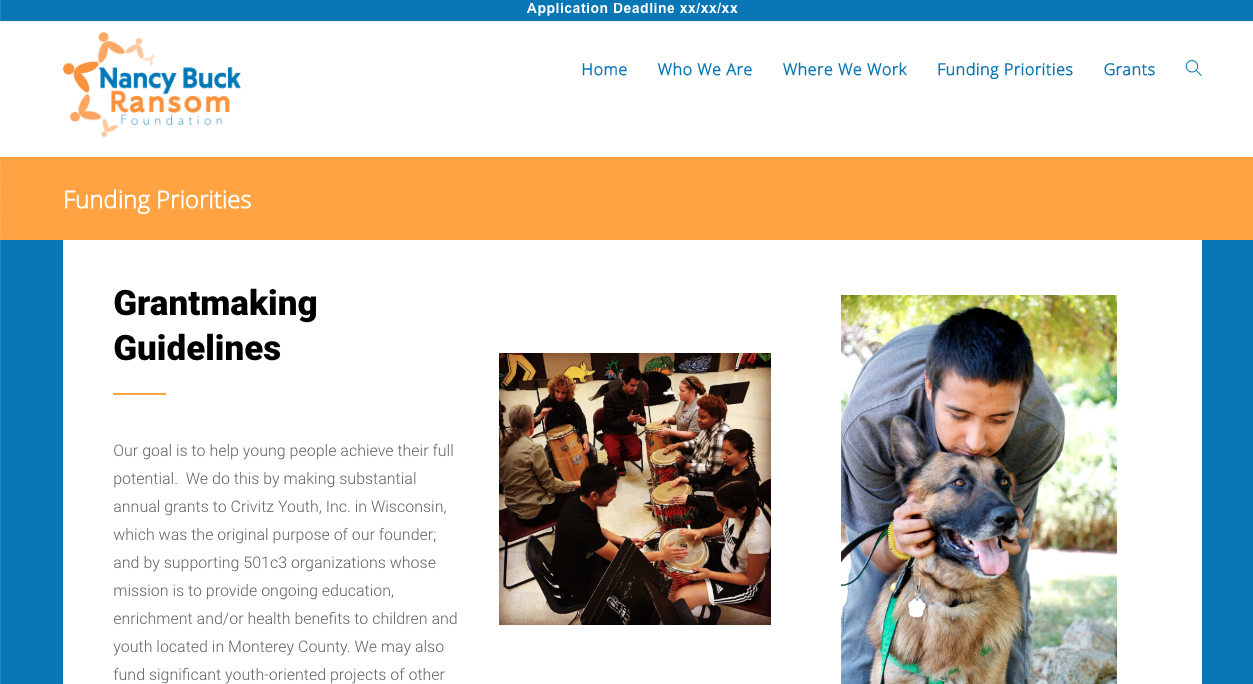 Application Deadline xx/xx/xx
Nancy Buck
Ransom
Foundation
Home
Who We Are
Where We Work
Funding Priorities
Grants
Funding Priorities
Grantmaking
Guidelines
Our goal is to help young people achieve their full
potential.  We do this by making substantial
annual grants to Crivitz Youth, Inc. in Wisconsin,
which was the original purpose of our founder;
and by supporting 501c3 organizations whose
mission is to provide ongoing education,
enrichment and/or health benefits to children and
youth located in Monterey County. We may also
fund significant youth-oriented projects of other